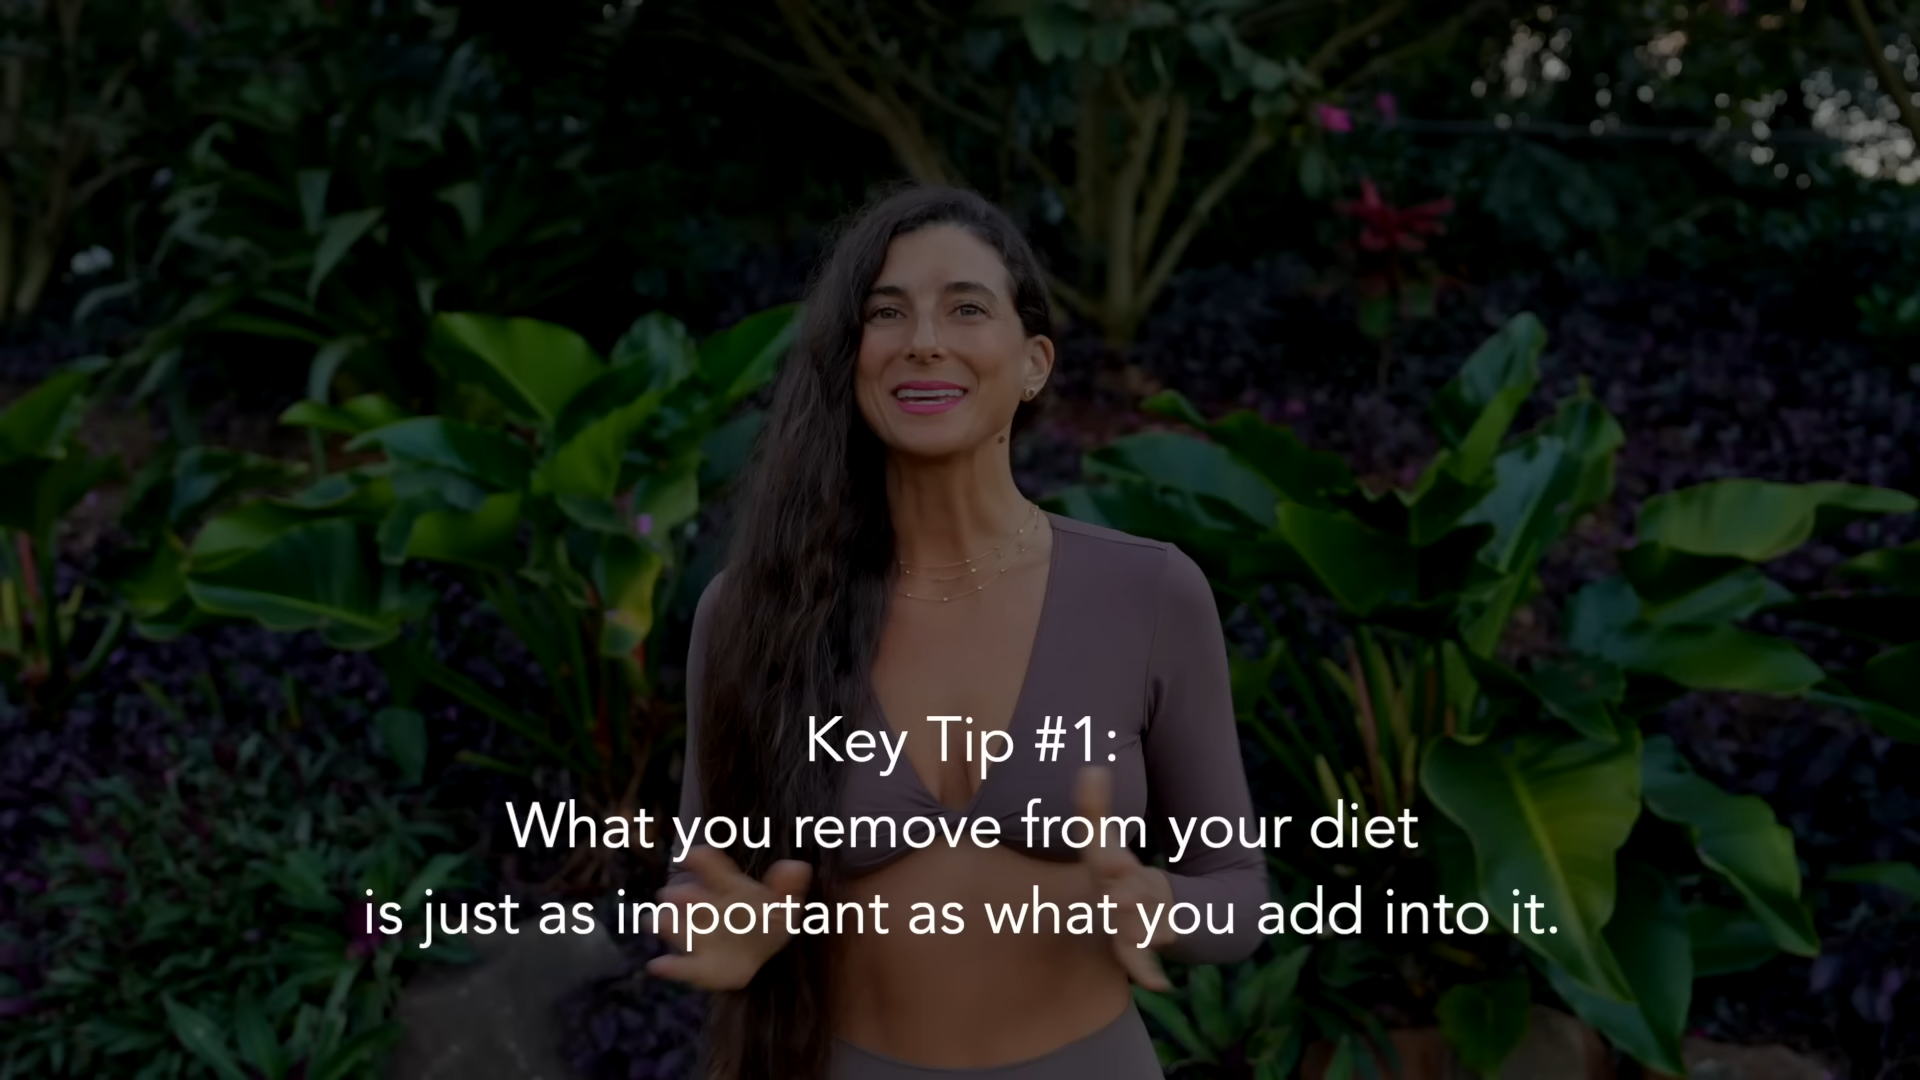 Key Tip #1:
What you remove from your diet
is just as important as what you add into it.